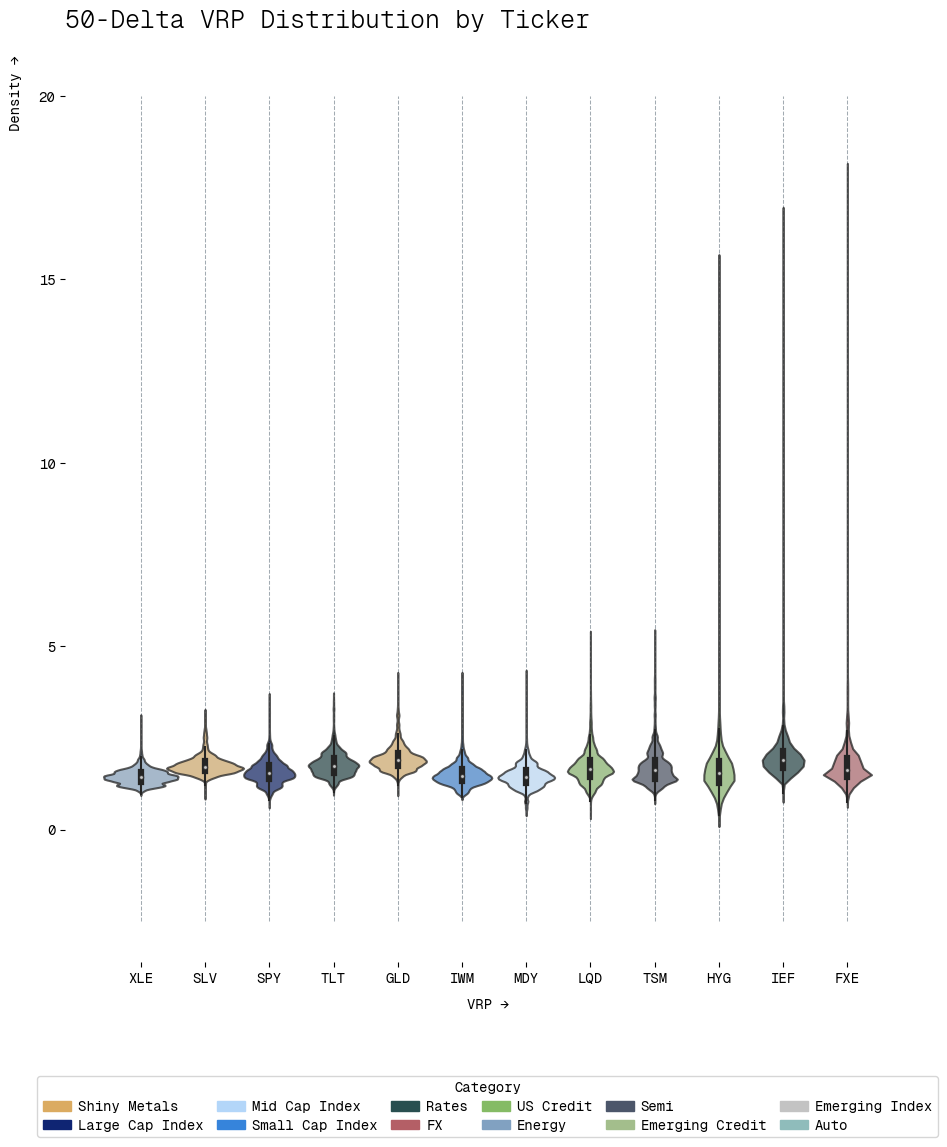 50-Delta VRP Distribution by Ticker
Density →
20
15
10
5
0
XLE SLV SPY TLT GLD IWM MDY LQD TSM HYG IEF FXE
VRP →
Category
Shiny Metals Mid Cap Index Rates US Credit Semi Emerging Index
Large Cap Index Small Cap Index FX Energy Emerging Credit Auto